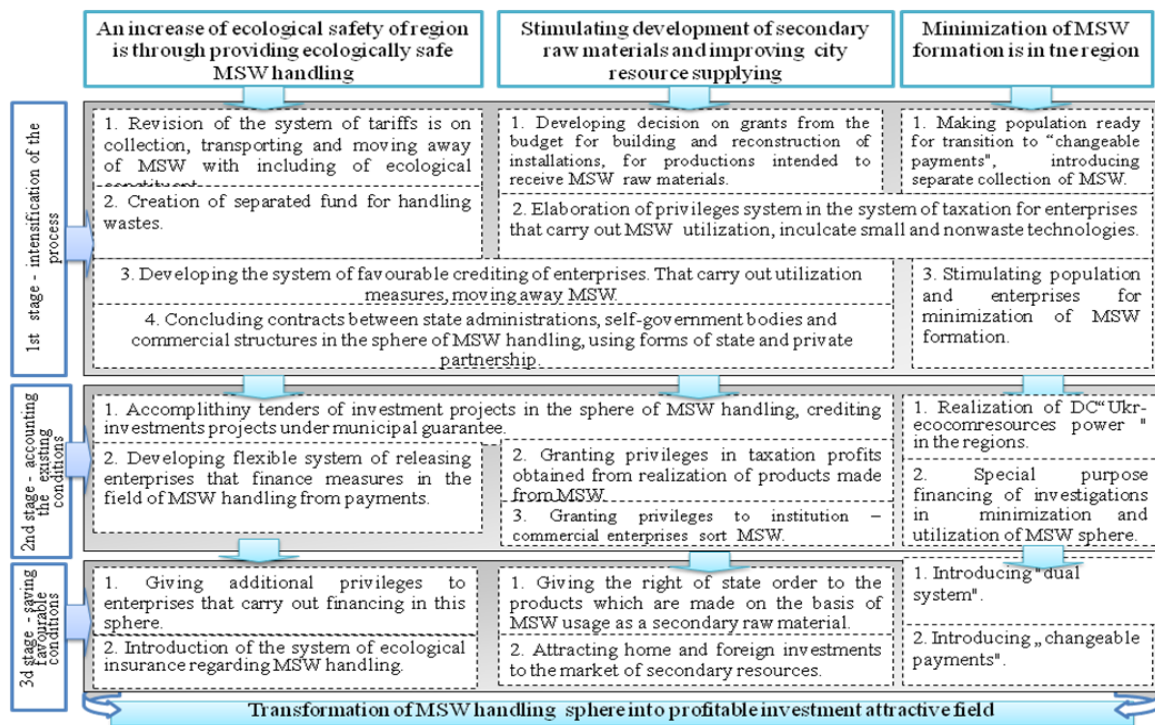 An increase of ecological safety of region
is through providing ecologically safe
MSW handling
Stimulating development of secondary
raw materials and improving city
resource supplying
Minimization of MSW
formation is in tne region
1st stage - intensification of the
process
1. Revision of the system of tariffs is on
collection, transporting and moving away
of MSW with including of ecological
constituent.
2. Creation of separated fund for handling
wastes.
1. Developing decision on grants from the
budget for building and reconstruction of
installations, for productions intended to
receive MSW raw materials.
1. Making population ready
for transition to “changeable
payments", introducing
separate collection of MSW.
2. Elaboration of privileges system in the system of taxation for enterprises
that carry out MSW utilization, inculcate small and nonwaste technologies.
3. Developing the system of favourable crediting of enterprises. That carry out utilization
measures, moving away MSW.
4. Concluding contracts between state administrations, self-government bodies and
commercial structures in the sphere of MSW handling, using forms of state and private
partnership.
3. Stimulating population
and enterprises for
minimization of MSW
formation.
2nd stage - accounting
the existing
conditions
1. Accomplithiny tenders of investment projects in the sphere of MSW handling, crediting
investments projects under municipal guarantee.
2. Developing flexible system of releasing
enterprises that finance measures in the
field of MSW handling from payments.
2. Granting privileges in taxation profits
obtained from realization of products made
from MSW.
3. Granting privileges to institution –
commercial enterprises sort MSW.
1. Realization of DC“Ukr-
ecocomresources power "
in the regions.
2. Special purpose
financing of investigations
in minimization and
utilization of MSW sphere.
3d stage - saving
favourable
conditions
1. Giving additional privileges to
enterprises that carry out financing in this
sphere.
2. Introduction of the system of ecological
insurance regarding MSW handling.
1. Giving the right of state order to the
products which are made on the basis of
MSW usage as a secondary raw material.
2. Attracting home and foreign investments
to the market of secondary resources.
1. Introducing "dual
system".
2. Introducing „changeable
payments".
Transformation of MSW handling sphere into profitable investment attractive field